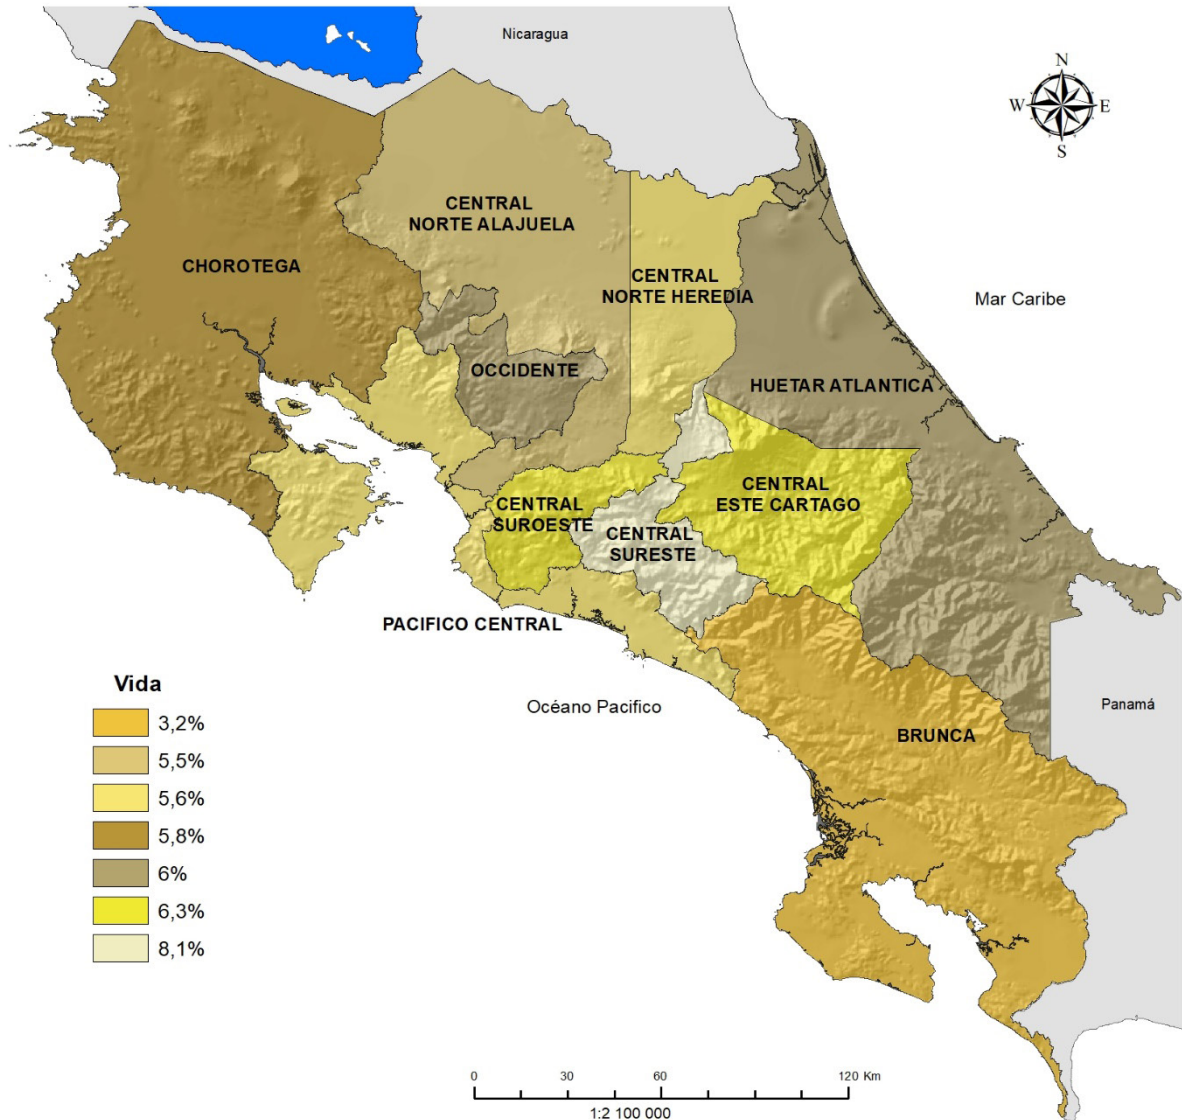 Nicaragua
N
W E
S
CENTRAL
NORTE ALAJUELA
CHOROTEGA
CENTRAL
NORTE HEREDIA
Mar Caribe
OCCIDENTE
HUETAR ATLANTICA
CENTRAL
SUROESTE
CENTRAL
ESTE CARTAGO
CENTRAL
SURESTE
PACIFICO CENTRAL
Océano Pacifico
Panamá
BRUNCA
Vida
3,2%
5,5%
5,6%
5,8%
6%
6,3%
8,1%
0 30 60 120 Km
1:2 100 000